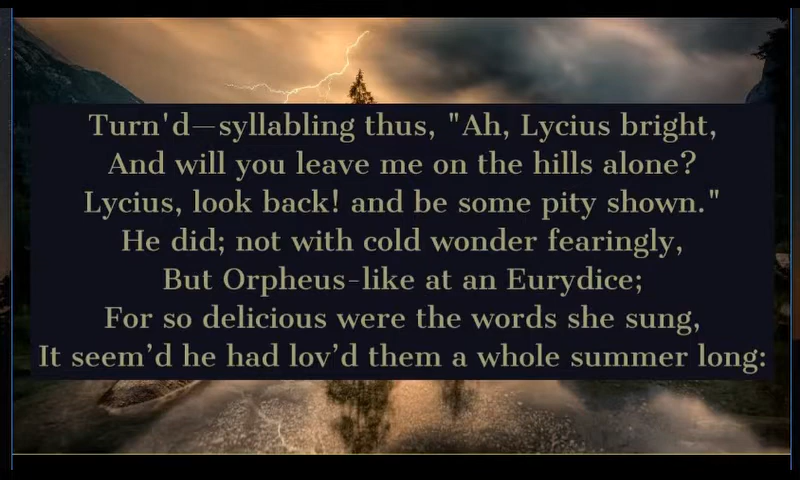 Turn'd—syllabling thus, "Ah, Lycius bright,
And will you leave me on the hills alone?
Lycius, look back! and be some pity shown."
He did; not with cold wonder fearingly,
But Orpheus-like at an Eurydice;
For so delicious were the words she sung,
It seem’d he had lov’d them a whole summer long: